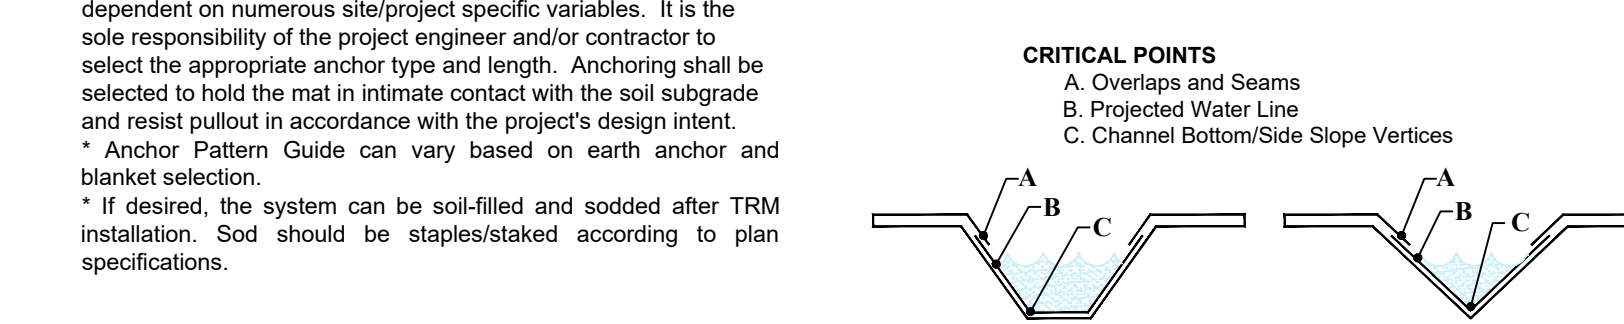 dependent on numerous site/project specific variables.  It is the
sole responsibility of the project engineer and/or contractor to
select the appropriate anchor type and length.  Anchoring shall be
selected to hold the mat in intimate contact with the soil subgrade
and resist pullout in accordance with the project's design intent.
* Anchor Pattern Guide can vary based on earth anchor and
blanket selection.
* If desired, the system can be soil-filled and sodded after TRM
installation. Sod should be staples/staked according to plan
specifications.
CRITICAL POINTS
A. Overlaps and Seams
B. Projected Water Line
C. Channel Bottom/Side Slope Vertices
A
B
C
A
B
C